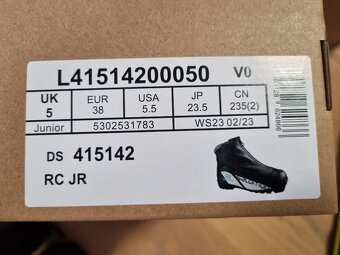 L41514200050 V0
UK EUR USA JP CN
5 38 5.5 23.5 235(2)
Junior 5302531783 WS23 02/23
DS 415142
RC JR